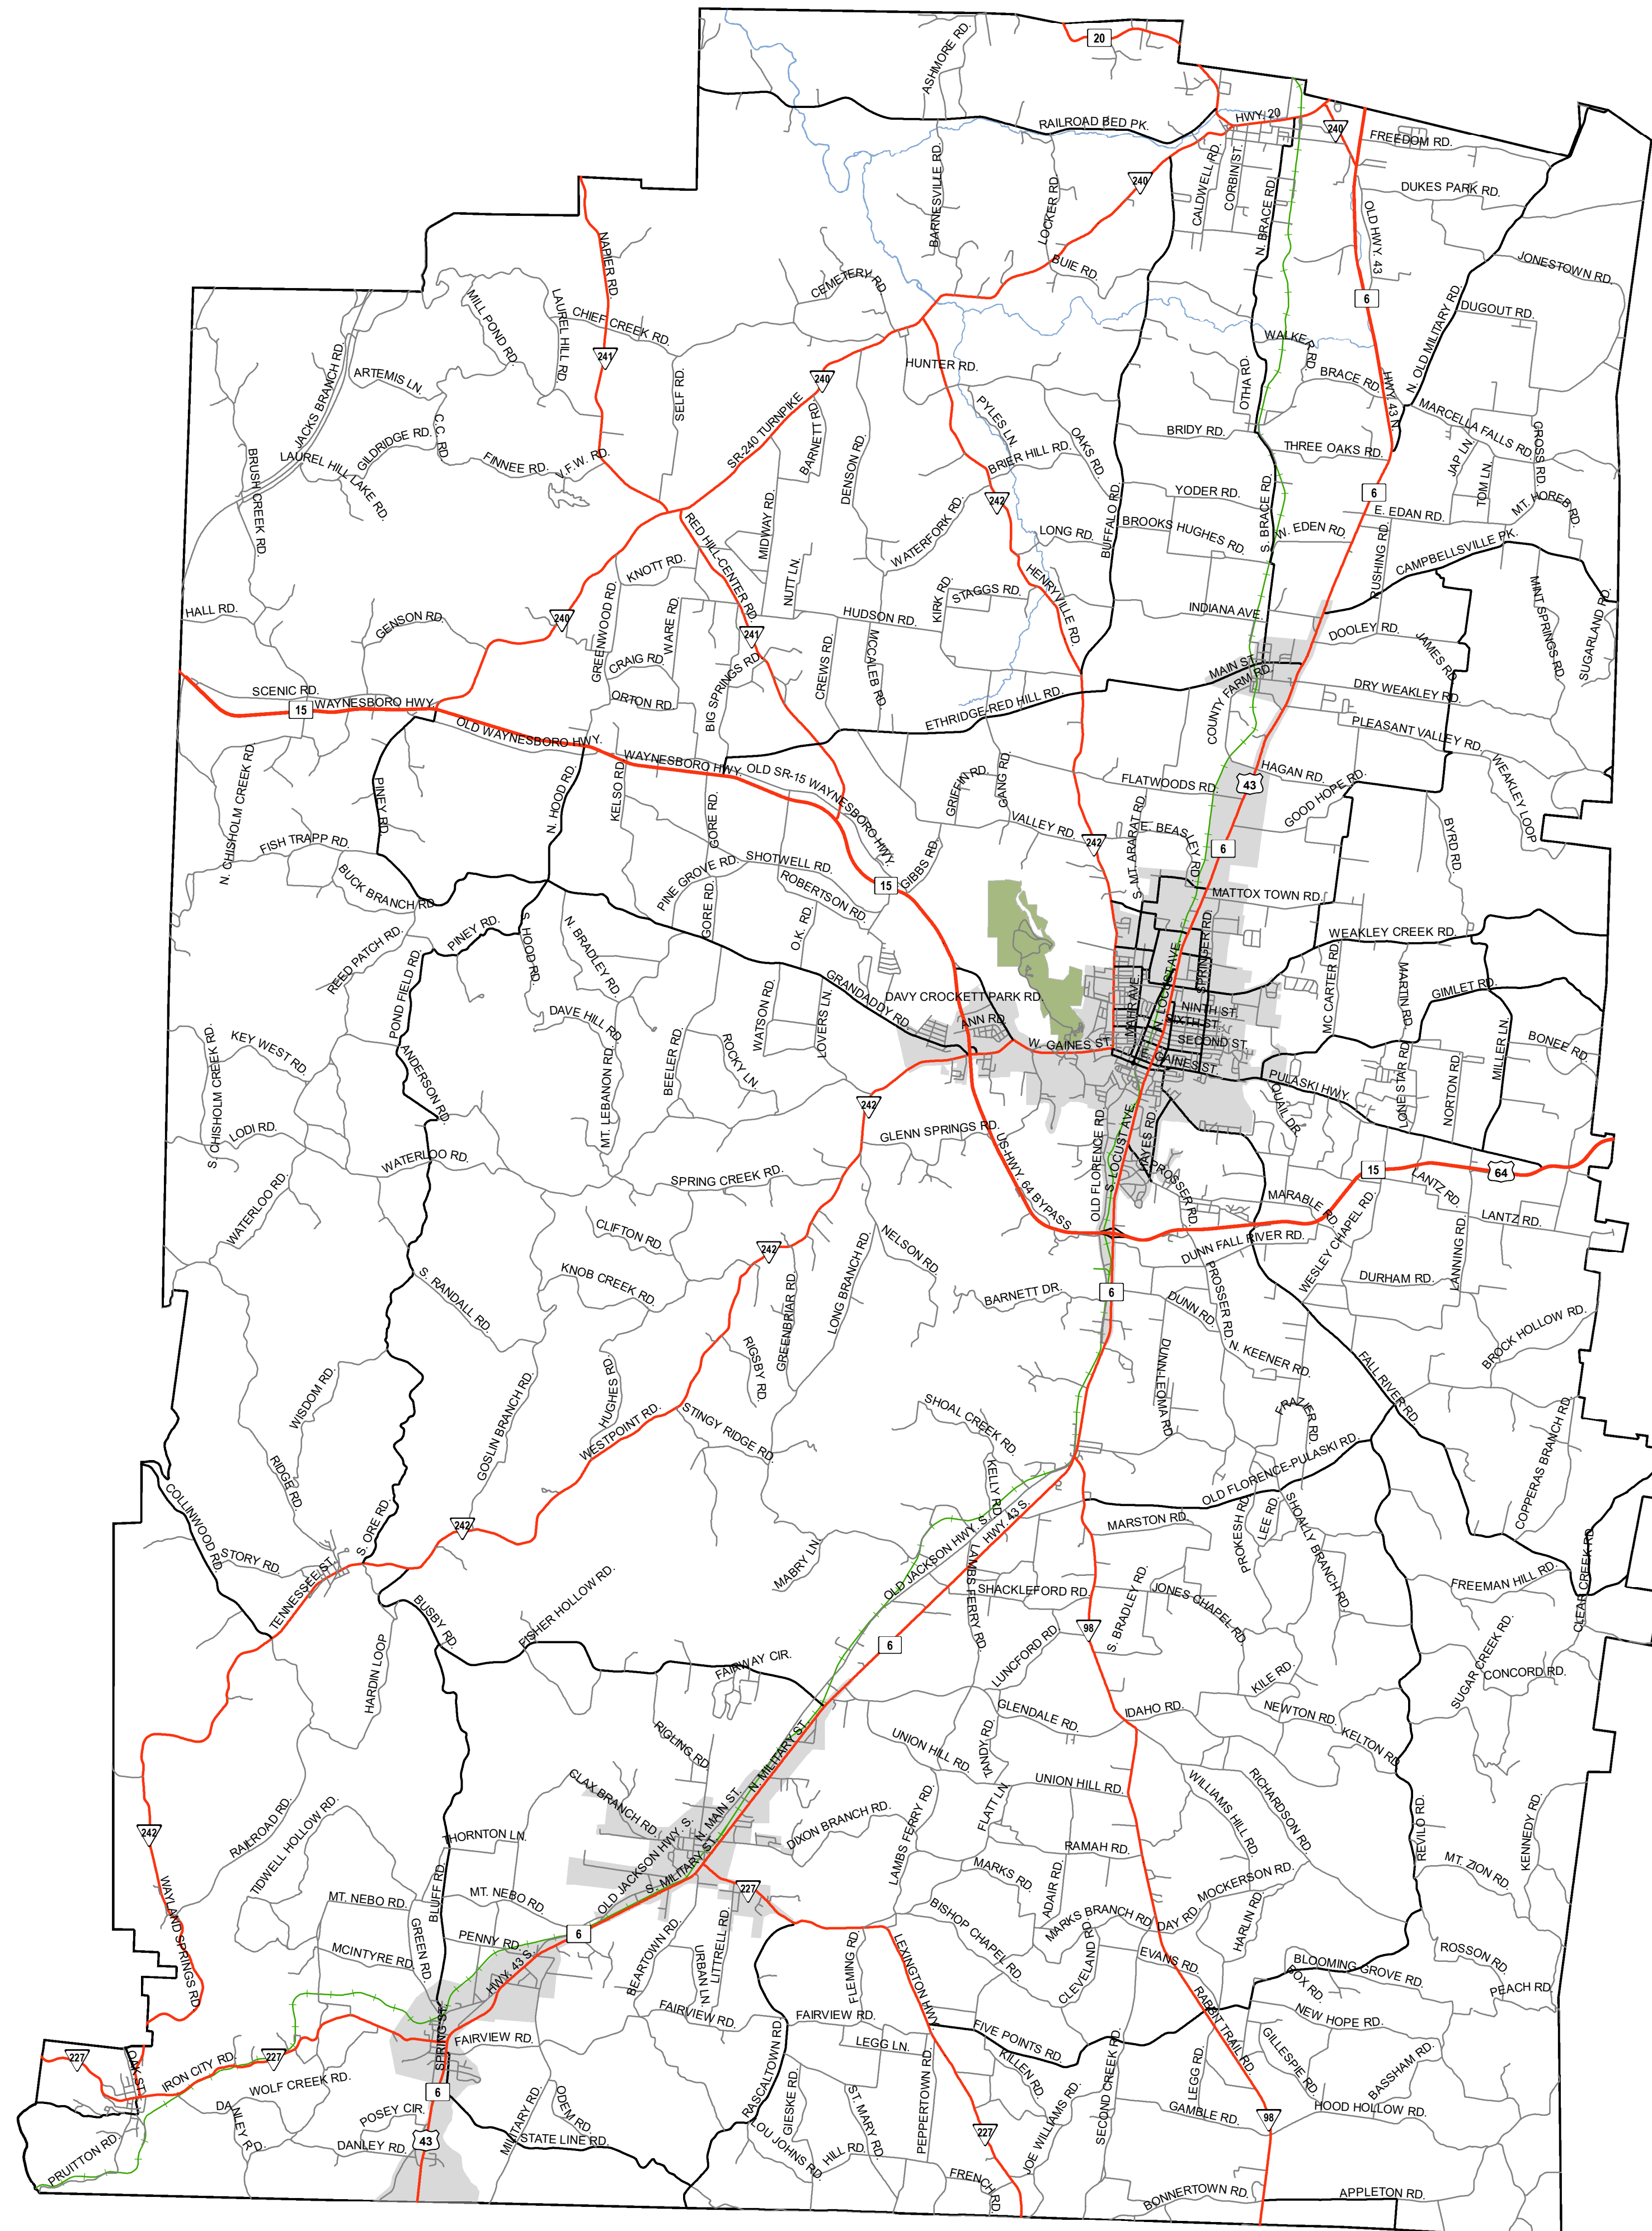 20
ASHMORE RD.
RAILROAD BED PK.
HWY. 20
240
FREEDOM RD.
BARNESVILLE RD.
LOCKER RD.
240
CALDWELL RD.
CORBIN ST.
N. BRACE RD.
DUKES PARK RD.
OLD HWY. 43
NAPIER RD.
CEMETERY RD.
BUIE RD.
JONESTOWN RD.
6
DUGOUT RD.
MILL POND RD.
LAUREL HILL RD
CHIEF CREEK RD.
241
HUNTER RD.
WALKER RD.
N. OLD MILITARY RD.
JACKS BRANCH RD.
ARTEMIS LN.
SELF RD.
240
OTHA RD.
BRACE RD.
HWY. 43 N.
C.C. RD.
SR-240 TURNPIKE
BARNETT RD.
PYLES LN.
MARCELLA FALLS RD.
GROSS RD.
GILDRIDGE RD.
LAUREL HILL LAKE RD.
FINNEE RD.
V.F.W. RD.
DENSON RD.
BRIER HILL RD.
OAKS RD.
BRIDY RD.
THREE OAKS RD.
JAP LN.
TOM LN.
BRUSH CREEK RD.
242
YODER RD.
6
MT. HOREB RD.
MIDWAY RD.
WATERFORK RD.
LONG RD.
BUFFALO RD.
BROOKS HUGHES RD.
S. BRACE RD.
W. EDEN RD.
E. EDAN RD.
RED HILL-CENTER RD.
KNOTT RD.
NUTT LN.
HENRYVILLE RD.
RUSHING RD.
CAMPBELLSVILLE PK.
HALL RD.
GENSON RD.
240
GREENWOOD RD.
WARE RD.
241
HUDSON RD.
KIRK RD.
STAGGS RD.
INDIANA AVE.
DOOLEY RD.
JAMES RD.
MINT SPRINGS RD.
SUGARLAND RD.
CRAIG RD.
BIG SPRINGS RD.
CREWS RD.
MCCALEB RD.
MAIN ST.
COUNTY FARM RD.
SCENIC RD.
15
WAYNESBORO HWY.
ORTON RD.
ETHRIDGE-RED HILL RD.
DRY WEAKLEY RD.
OLD WAYNESBORO HWY.
PLEASANT VALLEY RD.
WAYNESBORO HWY.
OLD SR-15 WAYNESBORO HWY.
GRIFFIN RD.
GANG RD.
FLATWOODS RD.
43
HAGAN RD.
GOOD HOPE RD.
WEAKLEY LOOP
N. CHISHOLM CREEK RD.
PINEY RD.
N. HOOD RD.
KELSO RD.
GORE RD.
VALLEY RD.
242
S. MT. ARARAT RD.
E. BEASLEY RD.
6
BYRD RD.
FISH TRAPP RD.
BUCK BRANCH RD.
PINE GROVE RD.
SHOTWELL RD.
ROBERTSON RD.
15
GIBBS RD.
MATTOX TOWN RD.
REED PATCH RD.
PINEY RD.
S. HOOD RD.
N. BRADLEY RD.
GORE RD.
O.K. RD.
SPRINGER RD.
WEAKLEY CREEK RD.
POND FIELD RD.
GRANDADDY RD.
DAVY CROCKETT PARK RD.
MAHR AVE.
N. LOCUST AVE.
MC CARTER RD.
MARTIN RD.
GIMLET RD.
DAVE HILL RD.
WATSON RD.
LOVERS LN.
ANN RD.
NINTH ST.
SIXTH ST.
SECOND ST.
W. GAINES ST.
GAINES ST.
S. CHISHOLM CREEK RD.
KEY WEST RD.
ANDERSON RD.
MT. LEBANON RD.
BEELER RD.
ROCKY LN.
PULASKI HWY.
LONE STAR RD.
NORTON RD.
MILLER LN.
BONEE RD.
LODI RD.
242
GLENN SPRINGS RD.
US-HWY. 64 BYPASS
OLD FLORENCE RD.
S. LOCUST AVE.
HAYES RD.
QUAIL DR.
WATERLOO RD.
WATERLOO RD.
SPRING CREEK RD.
PROSSER RD.
15
64
LANTZ RD.
LANTZ RD.
MARABLE RD.
CLIFTON RD.
242
NELSON RD.
DUNN FALL RIVER RD.
WESLEY CHAPEL RD.
LANNING RD.
S. RANDALL RD.
KNOB CREEK RD.
GREENBRIAR RD.
LONG BRANCH RD.
BARNETT DR.
6
DUNN RD.
PROSSER RD.
DURHAM RD.
BROCK HOLLOW RD.
RIGSBY RD.
DUNN-LEOMA RD.
N. KEENER RD.
FALL RIVER RD.
WISDOM RD.
GOSLIN BRANCH RD.
HUGHES RD.
WESTPOINT RD.
STINGY RIDGE RD.
SHOAL CREEK RD.
FRAZIER RD.
COPPERAS BRANCH RD.
RIDGE RD.
KELLY RD.
OLD FLORENCE-PULASKI RD.
COLLINWOOD RD.
S. ORE RD.
242
OLD JACKSON HWY. S.
HWY. 43 S.
MARSTON RD.
PROKESH RD.
LEE RD.
SHOALLY BRANCH RD.
STORY RD.
TENNESSEE ST.
MABRY LN.
LAMBS FERRY RD.
SHACKLEFORD RD.
S. BRADLEY RD.
JONES CHAPEL RD.
FREEMAN HILL RD.
CLEAR CREEK RD.
BUSBY RD.
FISHER HOLLOW RD.
6
98
HARDIN LOOP
FAIRWAY CIR.
LUNCFORD RD.
KILE RD.
SUGAR CREEK RD.
CONCORD RD.
GLENDALE RD.
IDAHO RD.
NEWTON RD.
KELTON RD.
RIGLING RD.
N. MILITARY ST.
UNION HILL RD.
TANDY RD.
UNION HILL RD.
WILLIAMS HILL RD.
RICHARDSON RD.
CLAX BRANCH RD.
N. MAIN ST.
FLATT LN.
242
RAILROAD RD.
TIDWELL HOLLOW RD.
THORNTON LN.
OLD JACKSON HWY. S.
S. MILITARY ST.
DIXON BRANCH RD.
LAMBS FERRY RD.
RAMAH RD.
REVILO RD.
KENNEDY RD.
MT. ZION RD.
WAYLAND SPRINGS RD.
MT. NEBO RD.
BLUFF RD.
MT. NEBO RD.
227
MARKS RD.
ADAIR RD.
MOCKERSON RD.
GREEN RD.
PENNY RD.
6
BISHOP CHAPEL RD.
MARKS BRANCH RD.
DAY RD.
HARLIN RD.
MCINTYRE RD.
HWY. 43 S.
BEARTOWN RD.
URBAN LN.
LITTRELL RD.
FLEMING RD.
LEXINGTON HWY.
CLEVELAND RD.
EVANS RD.
BLOOMING GROVE RD.
ROSSON RD.
BOX RD.
PEACH RD.
RABBIT TRAIL RD.
NEW HOPE RD.
SPRING ST.
FAIRVIEW RD.
FAIRVIEW RD.
FAIRVIEW RD.
LEGG LN.
FIVE POINTS RD.
GILLESPIE RD.
BASSHAM RD.
227
OAK ST.
IRON CITY RD.
227
WOLF CREEK RD.
6
RASCALTOWN RD.
GIESKE RD.
ST. MARY RD.
PEPPERTOWN RD.
KILLEN RD.
SECOND CREEK RD.
LEGG RD.
GAMBLE RD.
HOOD HOLLOW RD.
98
DANLEY RD.
POSEY CIR.
DANLEY RD.
43
MILITARY RD.
ODEM RD.
STATE LINE RD.
LOU JOHNS RD.
HILL RD.
227
JOE WILLIAMS RD.
PRUITTON RD.
FRENCH RD.
BONNERTOWN RD.
APPLETON RD.